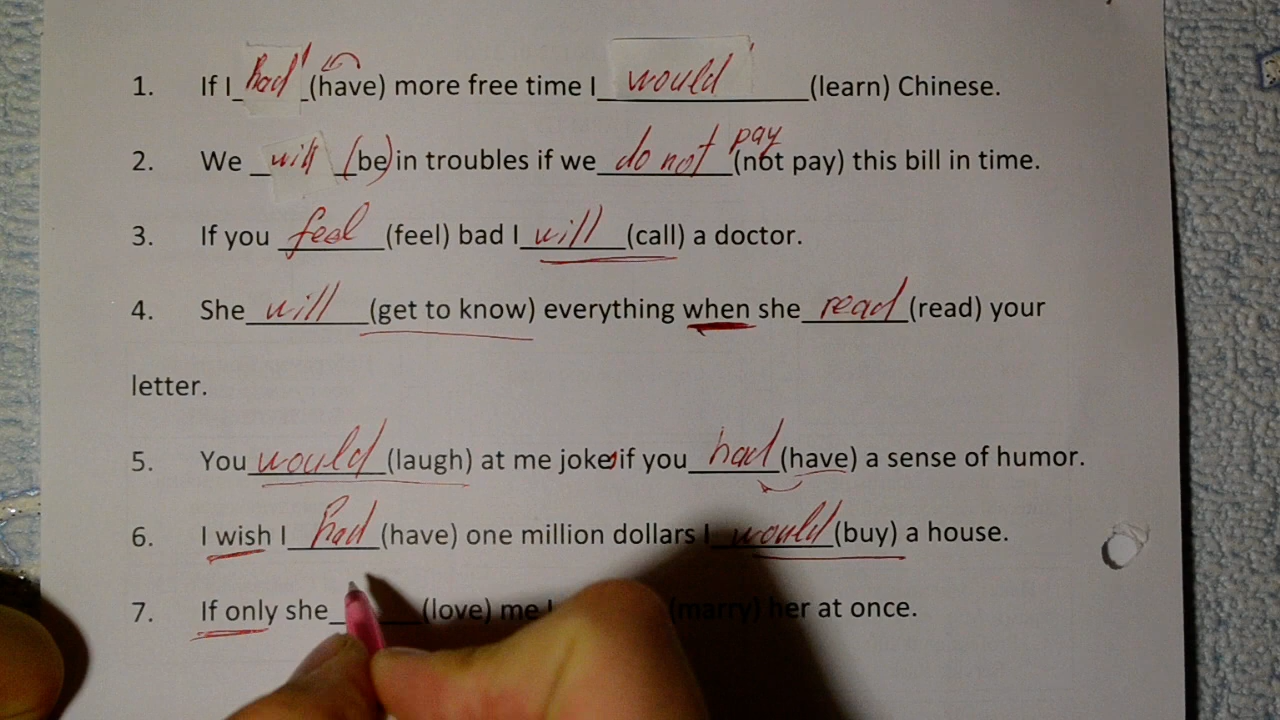 1. If I had (have) more free time I would (learn) Chinese.
2. We will (be) in troubles if we do not pay (not pay) this bill in time.
3. If you feel (feel) bad I will (call) a doctor.
4. She will (get to know) everything when she read (read) your
letter.
5. You would (laugh) at me joke, if you had (have) a sense of humor.
6. I wish I had (have) one million dollars I would (buy) a house.
7. If only she (love) me I (marry) her at once.